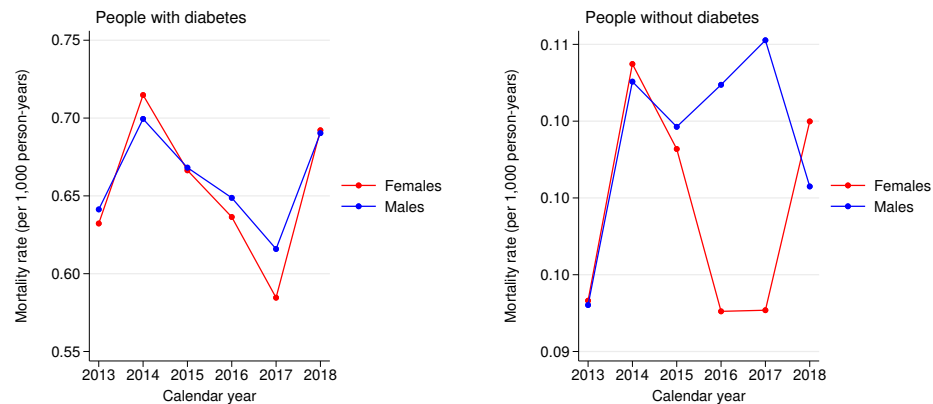 People with diabetes
Mortality rate (per 1,000 person-years)
0.75
0.70
0.65
0.60
0.55
2013 2014 2015 2016 2017 2018
Calendar year
Females
Males
People without diabetes
Mortality rate (per 1,000 person-years)
0.11
0.10
0.10
0.10
0.09
2013 2014 2015 2016 2017 2018
Calendar year
Females
Males